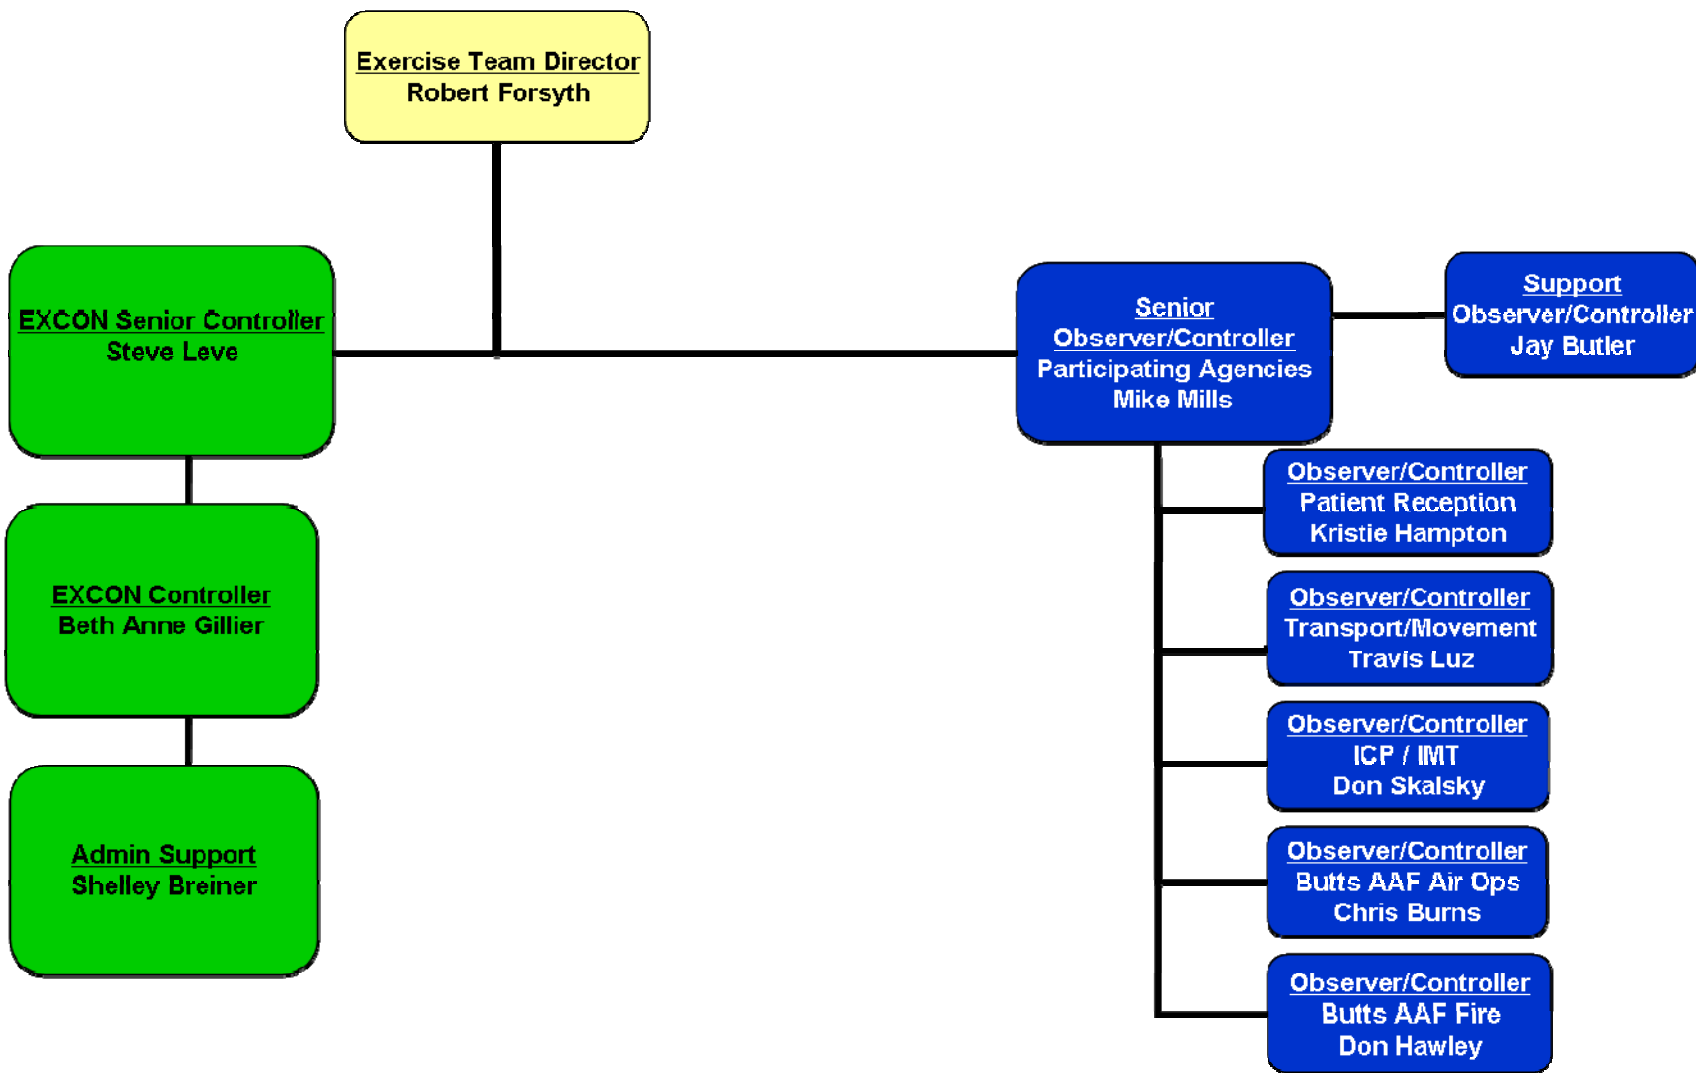 Exercise Team Director
Robert Forsyth
EXCON Senior Controller
Steve Leve
EXCON Controller
Beth Anne Gillier
Admin Support
Shelley Breiner
Senior
Observer/Controller
Participating Agencies
Mike Mills
Support
Observer/Controller
Jay Butler
Observer/Controller
Patient Reception
Kristie Hampton
Observer/Controller
Transport/Movement
Travis Luz
Observer/Controller
ICP / IMT
Don Skalsky
Observer/Controller
Butts AAF Air Ops
Chris Burns
Observer/Controller
Butts AAF Fire
Don Hawley